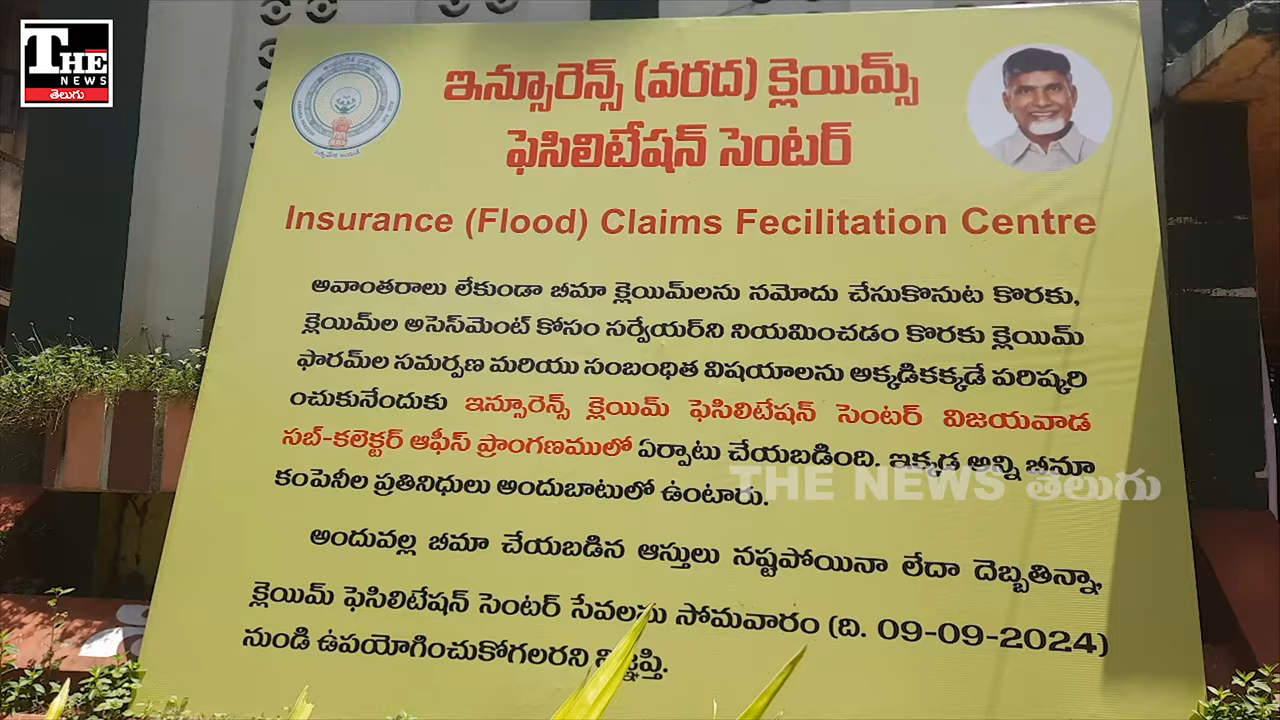 THE
NEWS
తెలుగు
ఇన్సూరెన్స్ (వరద) క్లెయిమ్స్
ఫెసిలిటేషన్ సెంటర్
Insurance (Flood) Claims Fecilitation Centre
అవాంతరాలు లేకుండా బీమా క్లెయిమ్‌లను నమోదు చేసుకొనుట కొరకు,
క్లెయిమ్‌ల అసెస్‌మెంట్ కోసం సర్వేయర్‌ని నియమించడం కొరకు క్లెయిమ్
ఫారమ్‌ల సమర్పణ మరియు సంబంధిత విషయాలను అక్కడికక్కడే పరిష్కరి
ంచుకునేందుకు ఇన్సూరెన్స్ క్లెయిమ్ ఫెసిలిటేషన్ సెంటర్ విజయవాడ
సబ్-కలెక్టర్ ఆఫీస్ ప్రాంగణములో ఏర్పాటు చేయబడింది. ఇక్కడ అన్ని బీమా
కంపెనీల ప్రతినిధులు అందుబాటులో ఉంటారు.
THE NEWS తెలుగు
అందువల్ల బీమా చేయబడిన ఆస్తులు నష్టపోయినా లేదా దెబ్బతిన్నా,
క్లెయిమ్ ఫెసిలిటేషన్ సెంటర్ సేవలను సోమవారం (ది. 09-09-2024)
నుండి ఉపయోగించుకోగలరని